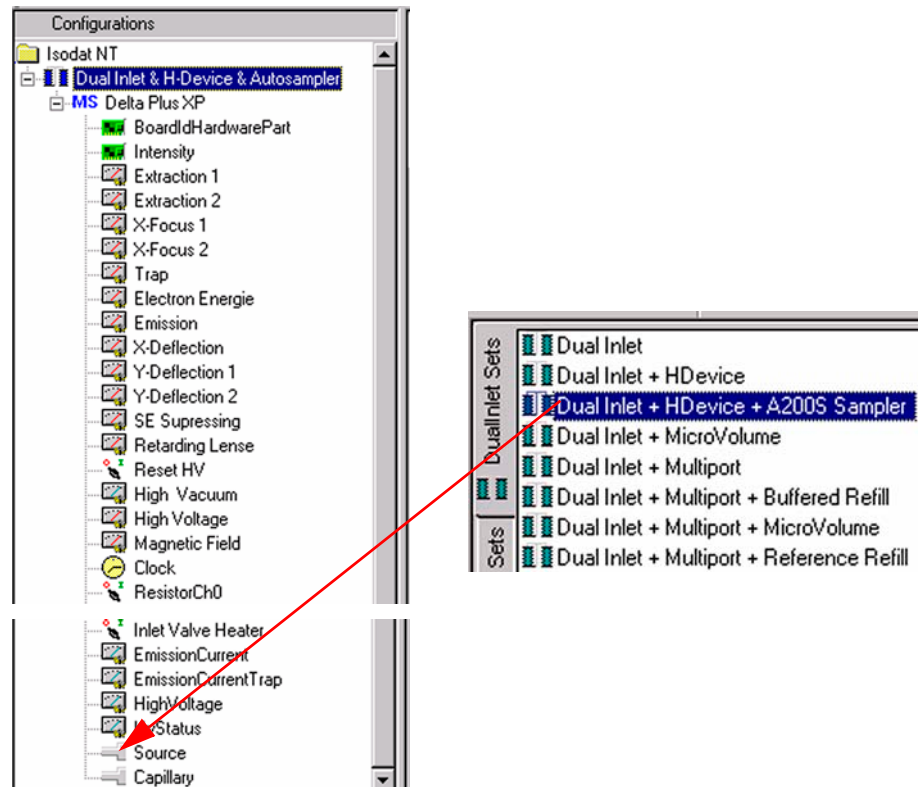 Configurations
Isodat NT
Dual Inlet & H-Device & Autosampler
MS Delta Plus XP
BoardIdHardwarePart
Intensity
Extraction 1
Extraction 2
X-Focus 1
X-Focus 2
Trap
Electron Energie
Emission
X-Deflection
Y-Deflection 1
Y-Deflection 2
SE Supressing
Retarding Lense
Reset HV
High Vacuum
High Voltage
Magnetic Field
Clock
ResistorCh0
Inlet Valve Heater
EmissionCurrent
EmissionCurrentTrap
HighVoltage
Source
Capillary
DualInlet Sets
Sets
Dual Inlet
Dual Inlet + HDevice
Dual Inlet + HDevice + A200S Sampler
Dual Inlet + MicroVolume
Dual Inlet + Multiport
Dual Inlet + Multiport + Buffered Refill
Dual Inlet + Multiport + MicroVolume
Dual Inlet + Multiport + Reference Refill